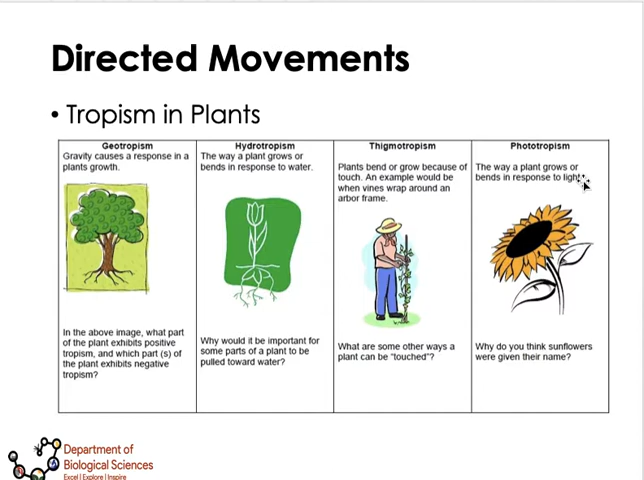 Directed Movements
• Tropism in Plants
Geotropism
Gravity causes a response in a
plants growth.
In the above image, what part
of the plant exhibits positive
tropism, and which part (s) of
the plant exhibits negative
tropism?
Hydrotropism
The way a plant grows or
bends in response to water.
Why would it be important for
some parts of a plant to be
pulled toward water?
Thigmotropism
Plants bend or grow because of
touch. An example would be
when vines wrap around an
arbor frame.
What are some other ways a
plant can be "touched"?
Phototropism
The way a plant grows or
bends in response to light.
Why do you think sunflowers
were given their name?
Department of
Biological Sciences
Excel | Explore | Inspire